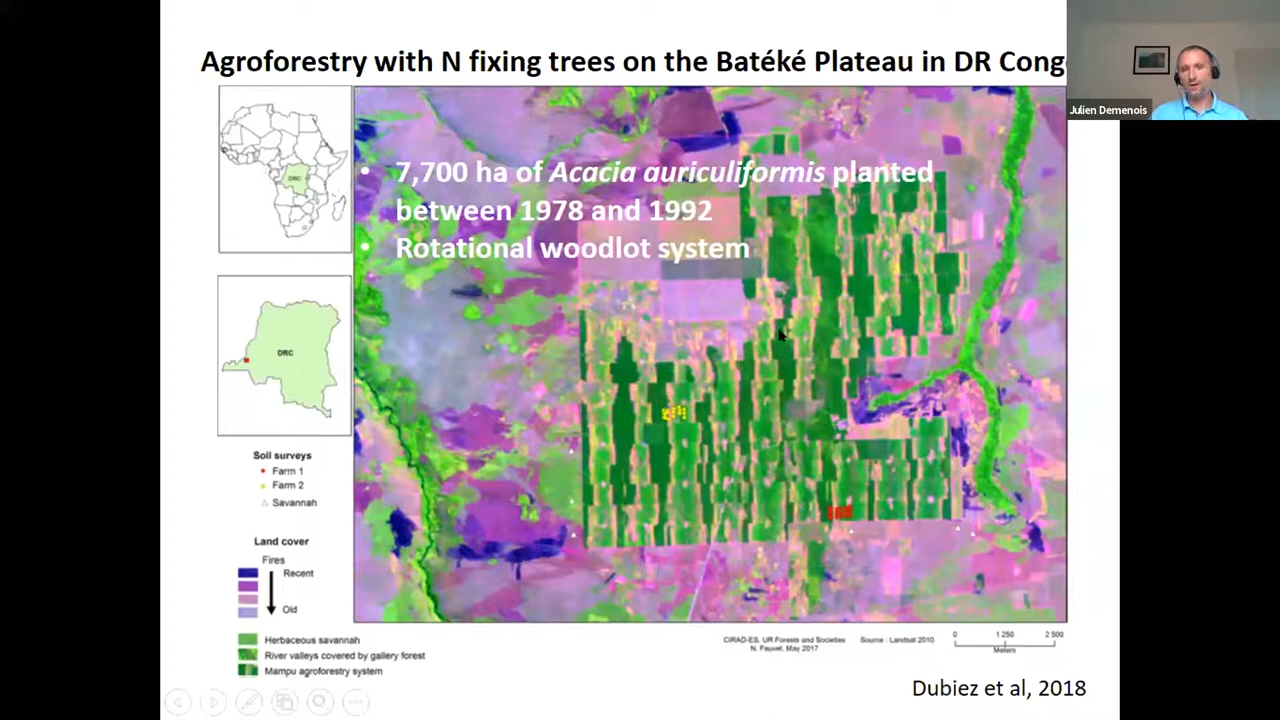 Agroforestry with N fixing trees on the Batéké Plateau in DR Cong
Julien Demenois
• 7,700 ha of Acacia auriculiformis planted
between 1978 and 1992
• Rotational woodlot system
DRC
DRC
Soil surveys
Farm 1
Farm 2
Savannah
Land cover
Fires
Recent
Old
Herbaceous savannah
River valleys covered by gallery forest
Mampu agroforestry system
CIRAD-ES, UR Forests and Societies
N. Fauvet, May 2017
Source : Landsat 2010
0 1 250 2 500
Meters
Dubiez et al, 2018